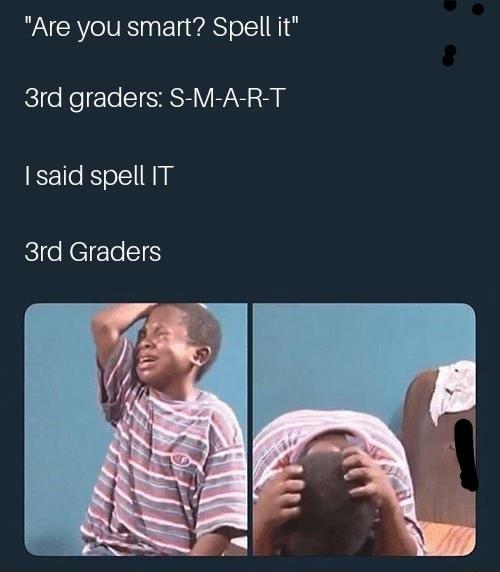 "Are you smart? Spell it"
3rd graders: S-M-A-R-T
I said spell IT
3rd Graders